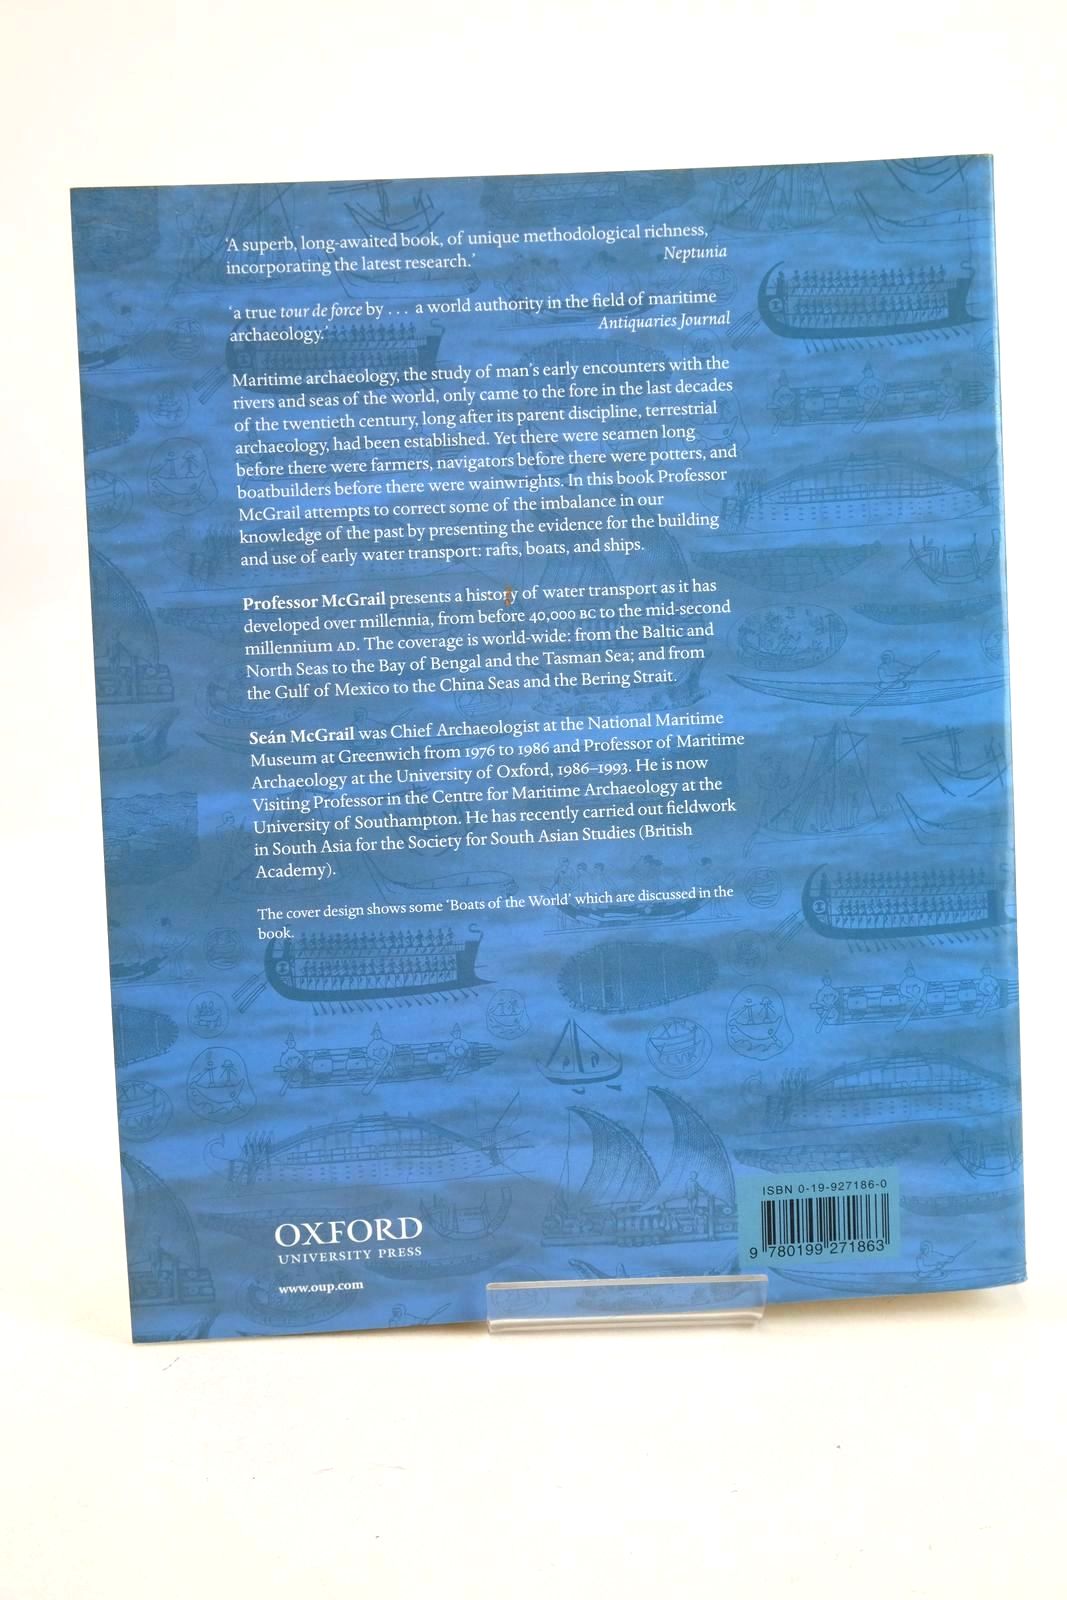 ‘A superb, long-awaited book, of unique methodological richness,
incorporating the latest research.’ Neptunia
‘a true tour de force by . . . a world authority in the field of maritime
archaeology.’ Antiquaries Journal
Maritime archaeology, the study of man’s early encounters with the
rivers and seas of the world, only came to the fore in the last decades
of the twentieth century, long after its parent discipline, terrestrial
archaeology, had been established. Yet there were seamen long
before there were farmers, navigators before there were potters, and
boatbuilders before there were wainwrights. In this book Professor
McGrail attempts to correct some of the imbalance in our
knowledge of the past by presenting the evidence for the building
and use of early water transport: rafts, boats, and ships.
Professor McGrail presents a history of water transport as it has
developed over millennia, from before 40,000 BC to the mid-second
millennium AD. The coverage is world-wide: from the Baltic and
North Seas to the Bay of Bengal and the Tasman Sea; and from
the Gulf of Mexico to the China Seas and the Bering Strait.
Seán McGrail was Chief Archaeologist at the National Maritime
Museum at Greenwich from 1976 to 1986 and Professor of Maritime
Archaeology at the University of Oxford, 1986–1993. He is now
Visiting Professor in the Centre for Maritime Archaeology at the
University of Southampton. He has recently carried out fieldwork
in South Asia for the Society for South Asian Studies (British
Academy).
The cover design shows some ‘Boats of the World’ which are discussed in the
book.
OXFORD
UNIVERSITY PRESS
www.oup.com
ISBN 0-19-927186-0
9 780199 271863